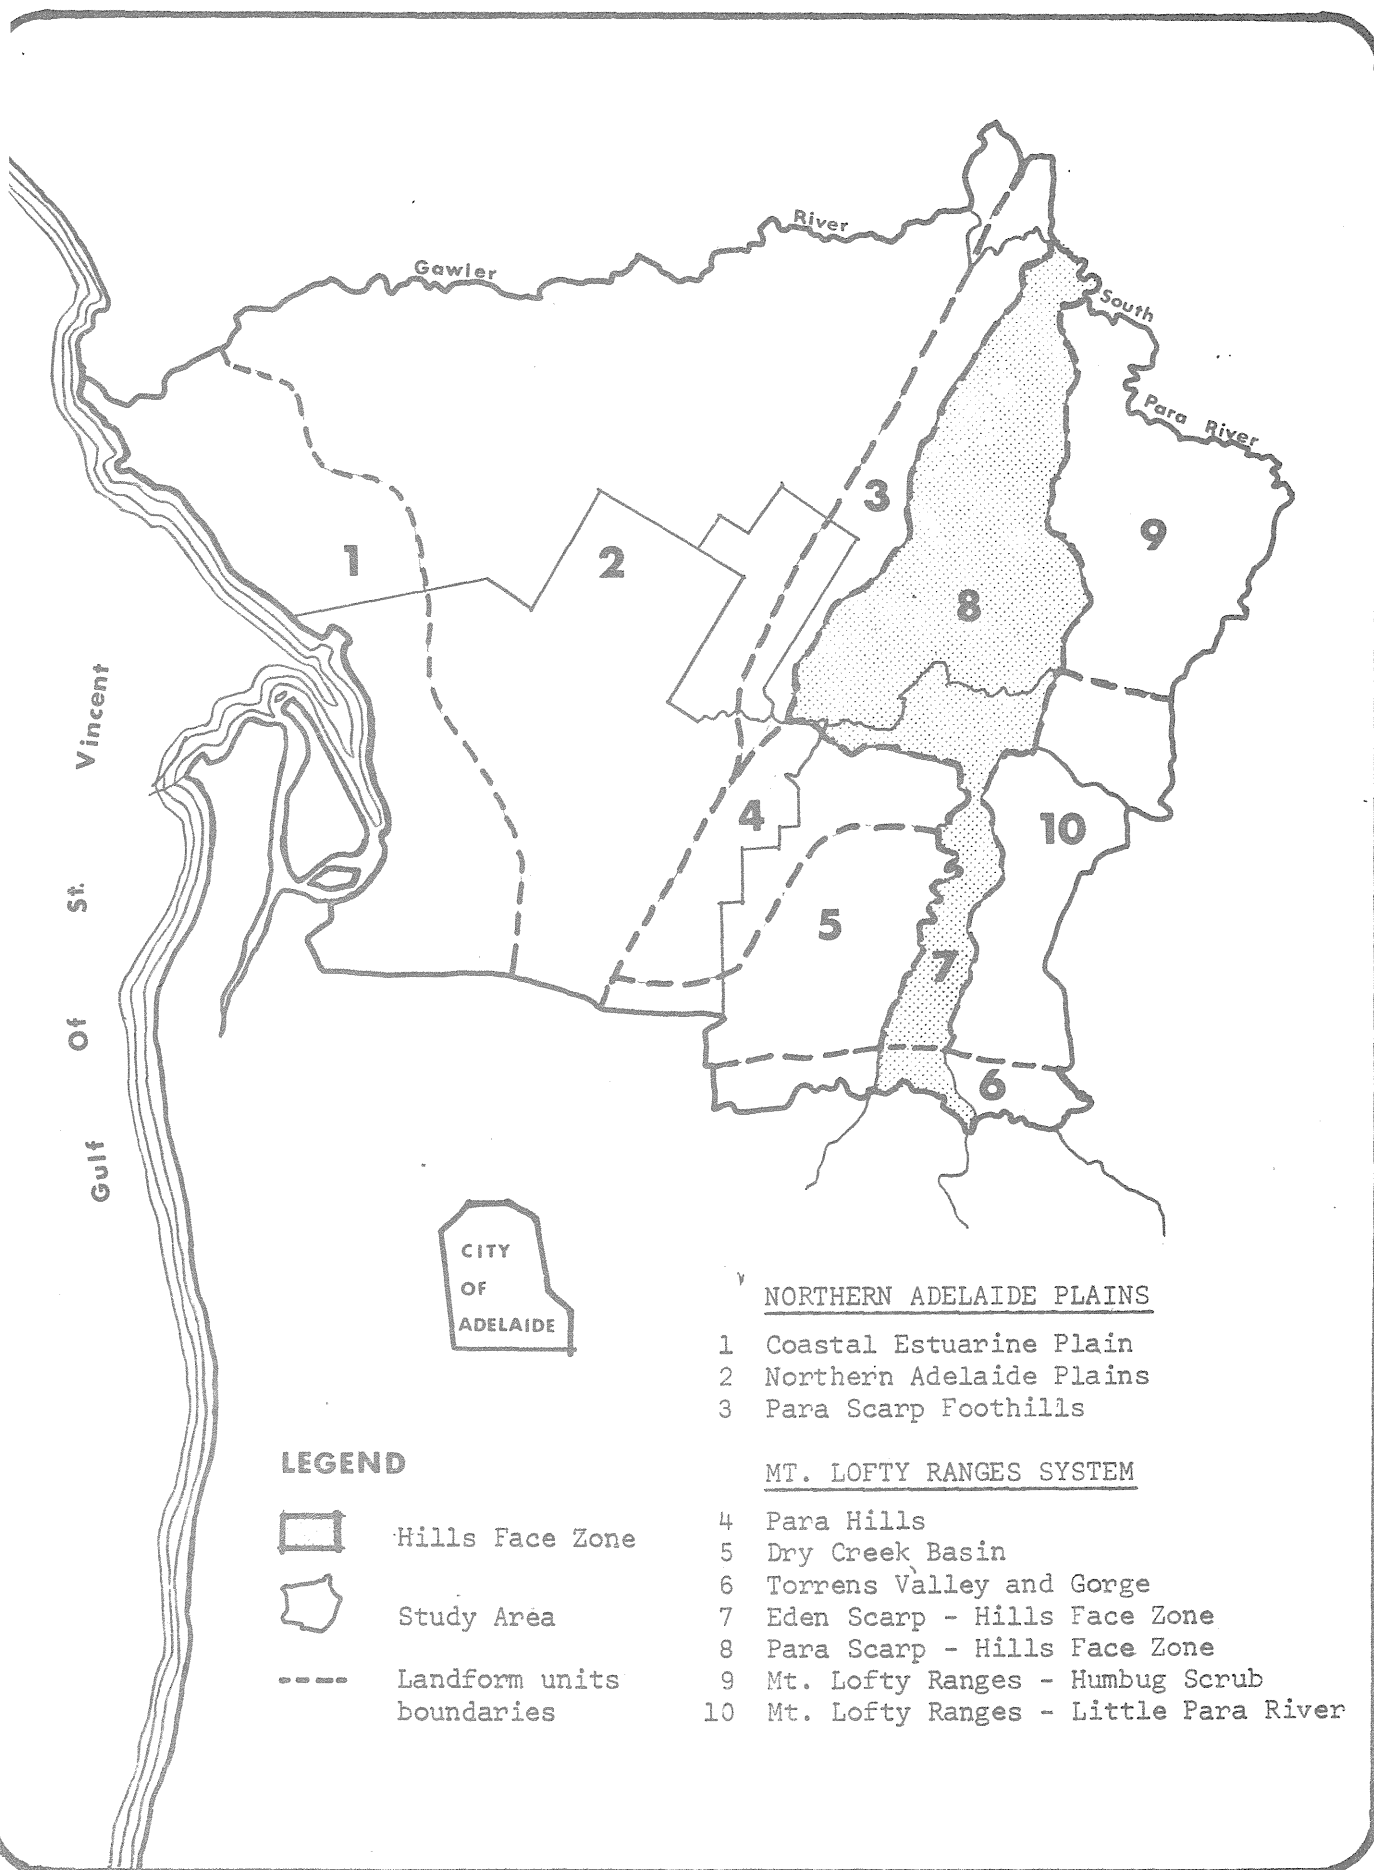 River
Gawler
South
Para River
3
1
2
9
8
Vincent
St.
Of
Gulf
4
10
5
7
6
CITY
OF
ADELAIDE
NORTHERN ADELAIDE PLAINS
1 Coastal Estuarine Plain
2 Northern Adelaide Plains
3 Para Scarp Foothills
LEGEND
Hills Face Zone
Study Area
Landform units
boundaries
MT. LOFTY RANGES SYSTEM
4 Para Hills
5 Dry Creek Basin
6 Torrens Valley and Gorge
7 Eden Scarp - Hills Face Zone
8 Para Scarp - Hills Face Zone
9 Mt. Lofty Ranges - Humbug Scrub
10 Mt. Lofty Ranges - Little Para River